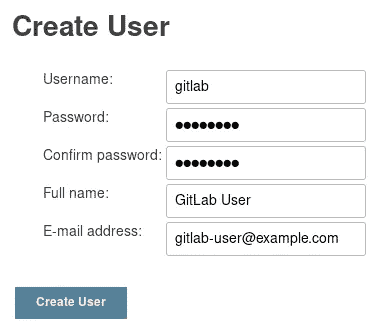 Create User
Username: gitlab
Password: ●●●●●●●●
Confirm password: ●●●●●●●●
Full name: GitLab User
E-mail address: gitlab-user@example.com
Create User